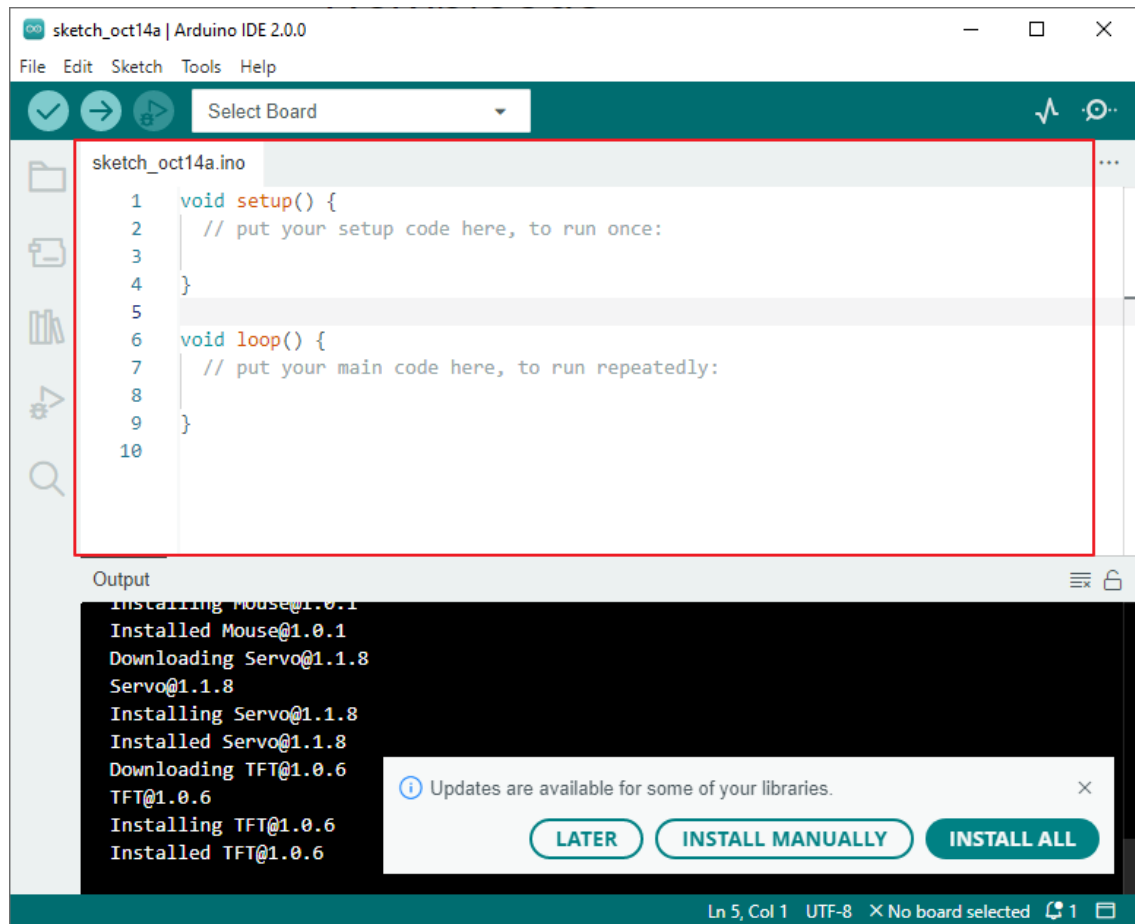 sketch_oct14a | Arduino IDE 2.0.0
File Edit Sketch Tools Help
Select Board
sketch_oct14a.ino
1 void setup() {
2 // put your setup code here, to run once:
3
4 }
5
6 void loop() {
7 // put your main code here, to run repeatedly:
8
9 }
10
Output
Installing Mouse@1.0.1
Installed Mouse@1.0.1
Downloading Servo@1.1.8
Servo@1.1.8
Installing Servo@1.1.8
Installed Servo@1.1.8
Downloading TFT@1.0.6
TFT@1.0.6
Installing TFT@1.0.6
Installed TFT@1.0.6
Updates are available for some of your libraries.
LATER INSTALL MANUALLY INSTALL ALL
Ln 5, Col 1 UTF-8 No board selected 1